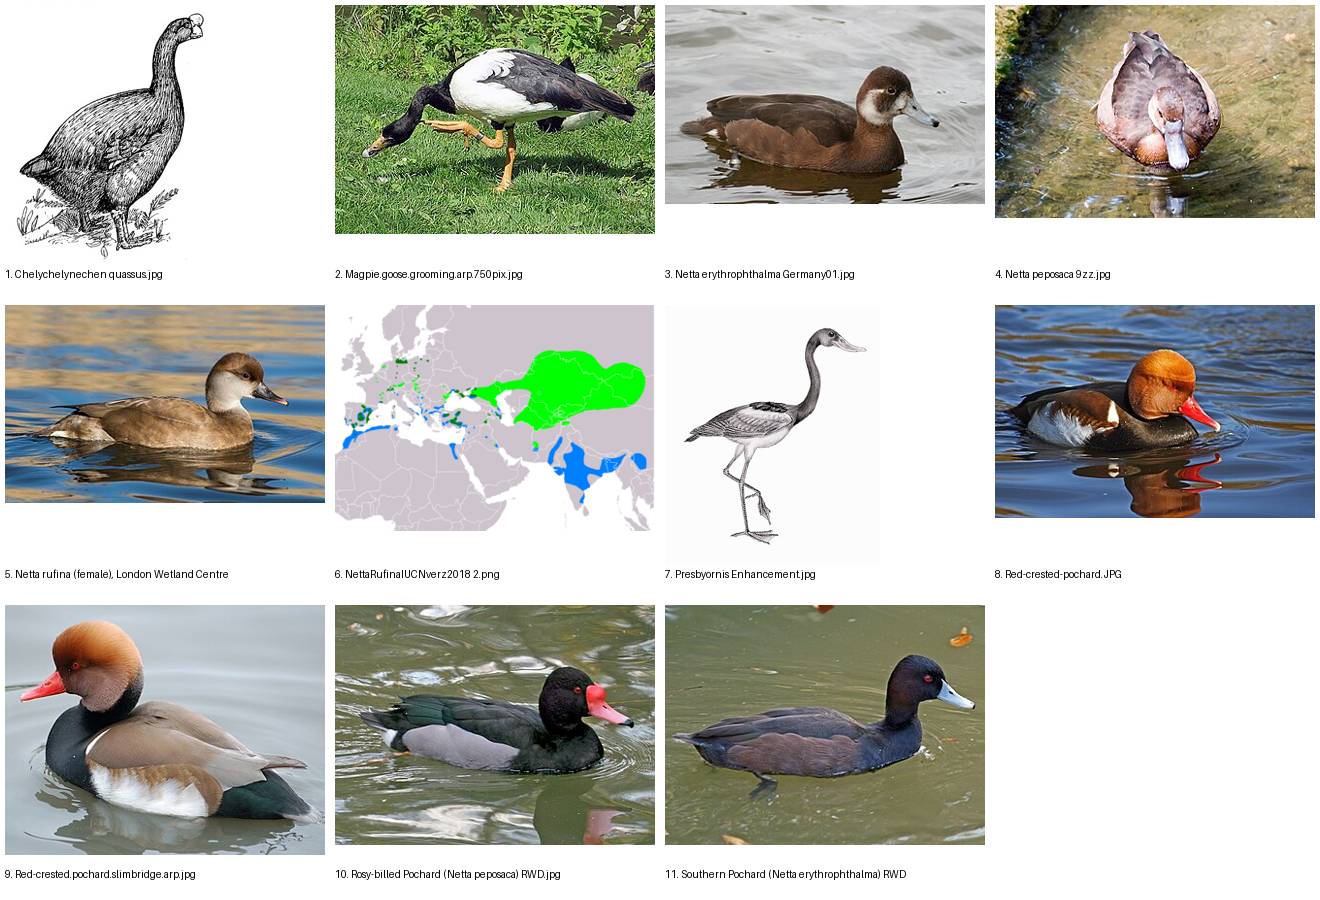 1. Chelychelynechen quassus.jpg
2. Magpie.goose.grooming.arp.750pix.jpg
3. Netta erythrophthalma Germany01.jpg
4. Netta peposaca 9zz.jpg
5. Netta rufina (female), London Wetland Centre
6. NettaRufinaIUCNverz2018 2.png
7. Presbyornis Enhancement.jpg
8. Red-crested-pochard.JPG
9. Red-crested.pochard.slimbridge.arp.jpg
10. Rosy-billed Pochard (Netta peposaca) RWD.jpg
11. Southern Pochard (Netta erythrophthalma) RWD